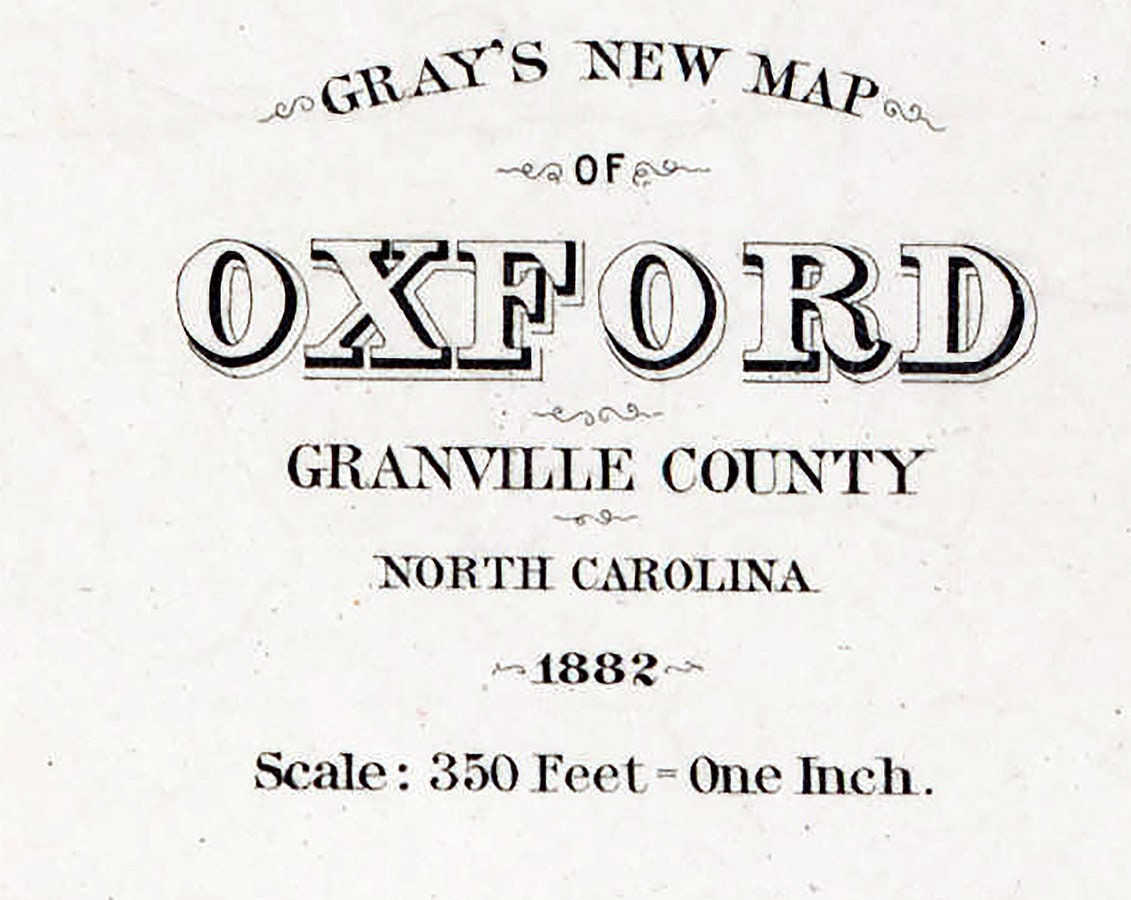 GRAY'S NEW MAP
OF
OXFORD
GRANVILLE COUNTY
NORTH CAROLINA
1882
Scale: 350 Feet = One Inch.